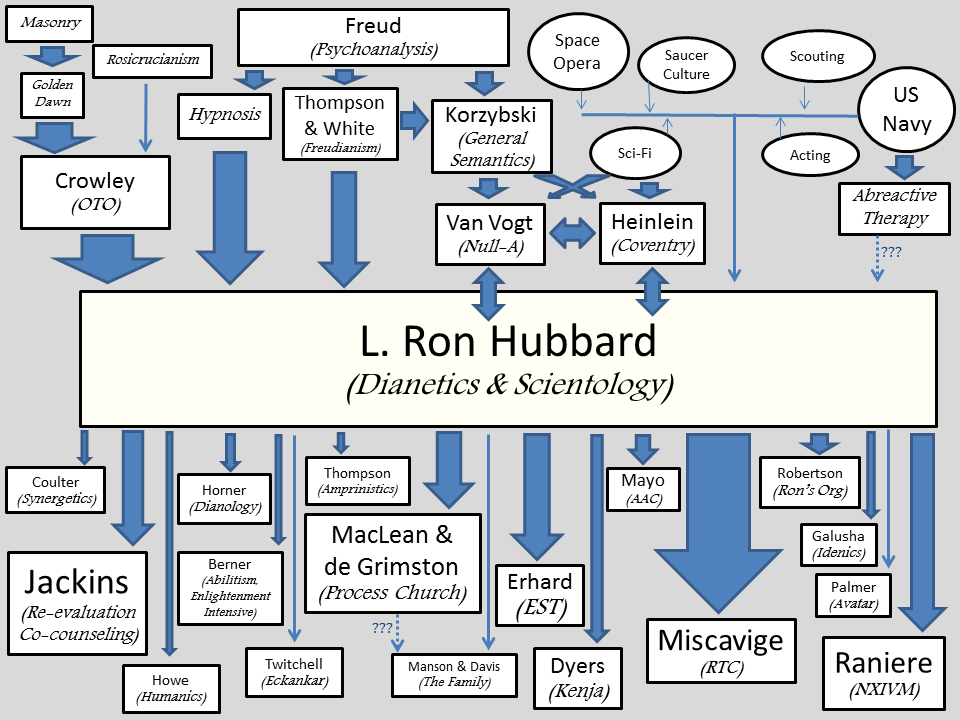 Masonry
Golden
Dawn
Rosicrucianism
Crowley
(OTO)
Freud
(Psychoanalysis)
Hypnosis
Thompson
& White
(Freudianism)
Korzybski
(General
Semantics)
Space
Opera
Saucer
Culture
Scouting
US
Navy
Sci-Fi
Acting
Abreactive
Therapy
???
Van Vogt
(Null-A)
Heinlein
(Coventry)
L. Ron Hubbard
(Dianetics & Scientology)
Coulter
(Synergetics)
Jackins
(Re-evaluation
Co-counseling)
Howe
(Humanics)
Horner
(Dianology)
Berner
(Abilitism,
Enlightenment
Intensive)
Twitchell
(Eckankar)
Thompson
(Amprinistics)
MacLean &
de Grimston
(Process Church)
???
Manson & Davis
(The Family)
Erhard
(EST)
Dyers
(Kenja)
Mayo
(AAC)
Miscavige
(RTC)
Robertson
(Ron's Org)
Galusha
(Idenics)
Palmer
(Avatar)
Raniere
(NXIVM)